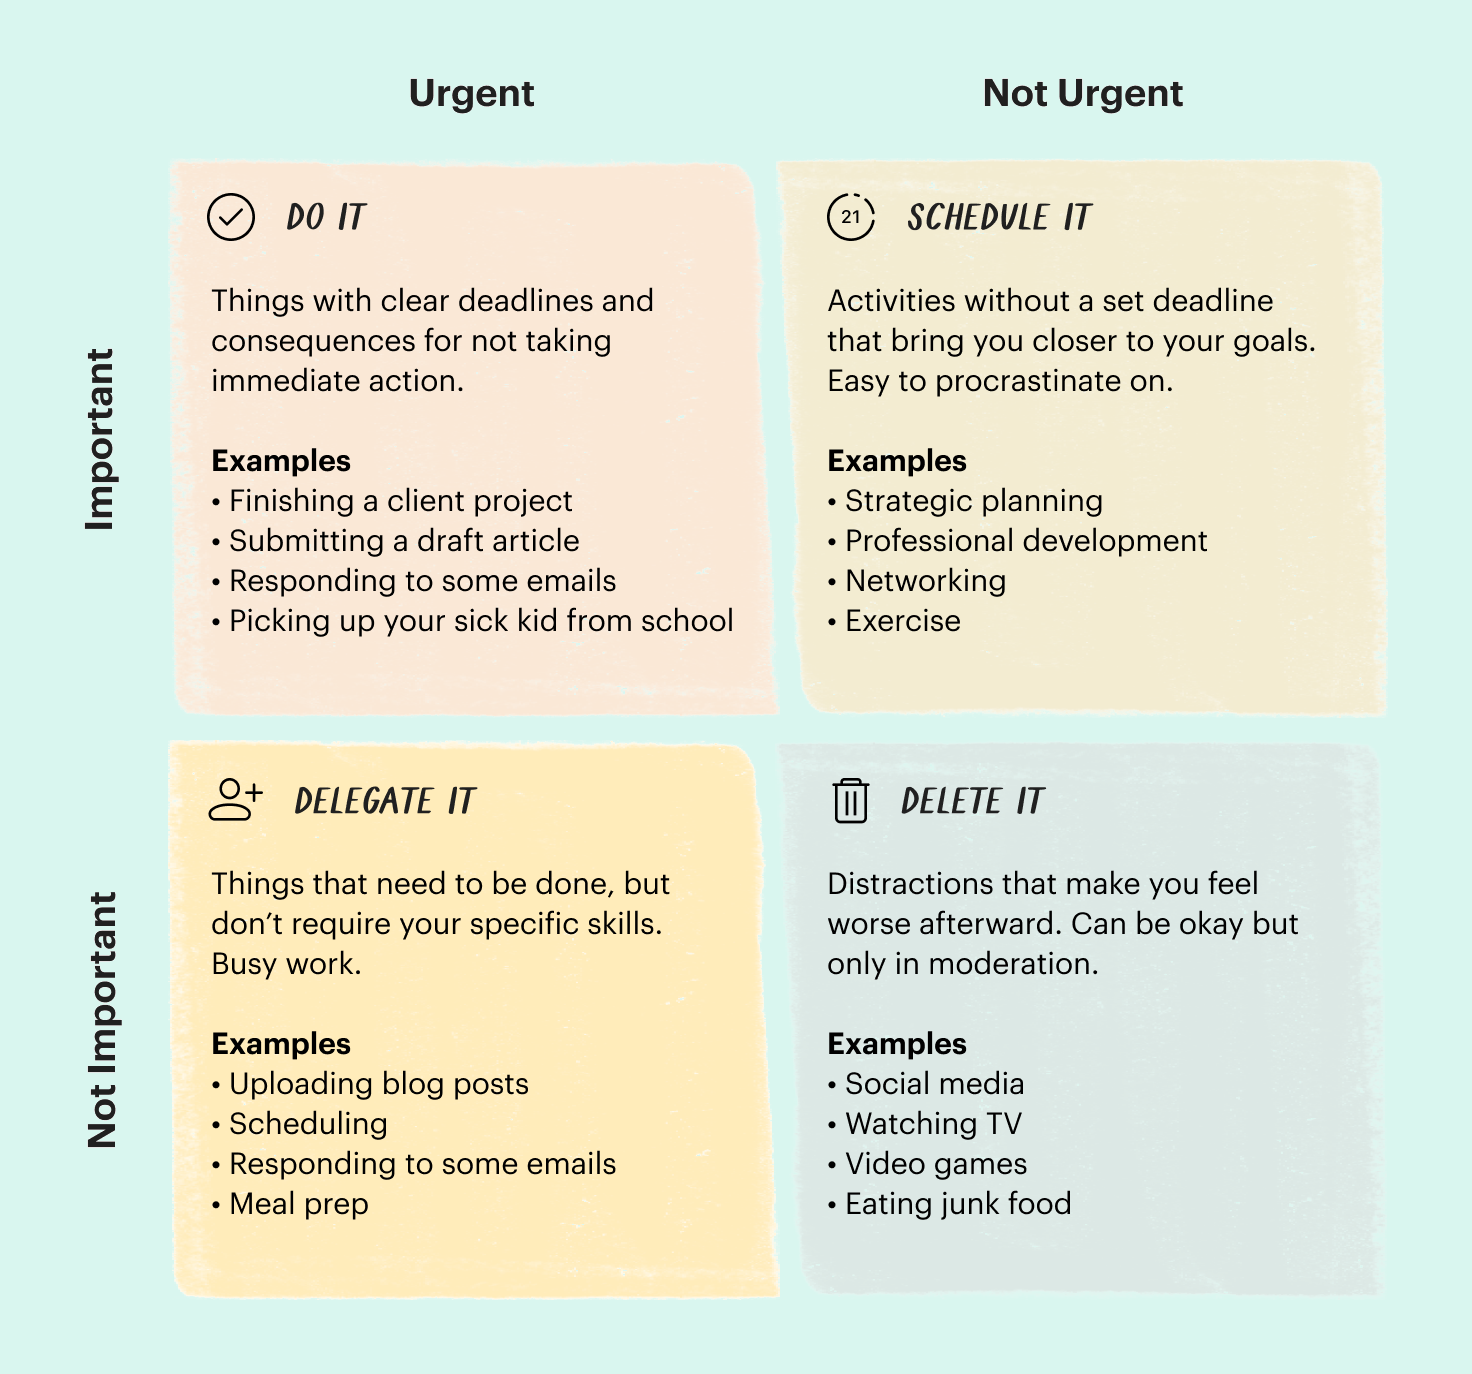 Urgent
Not Urgent
Important
DO IT
Things with clear deadlines and
consequences for not taking
immediate action.
Examples
• Finishing a client project
• Submitting a draft article
• Responding to some emails
• Picking up your sick kid from school
21
SCHEDULE IT
Activities without a set deadline
that bring you closer to your goals.
Easy to procrastinate on.
Examples
• Strategic planning
• Professional development
• Networking
• Exercise
Not Important
DELEGATE IT
Things that need to be done, but
don’t require your specific skills.
Busy work.
Examples
• Uploading blog posts
• Scheduling
• Responding to some emails
• Meal prep
DELETE IT
Distractions that make you feel
worse afterward. Can be okay but
only in moderation.
Examples
• Social media
• Watching TV
• Video games
• Eating junk food